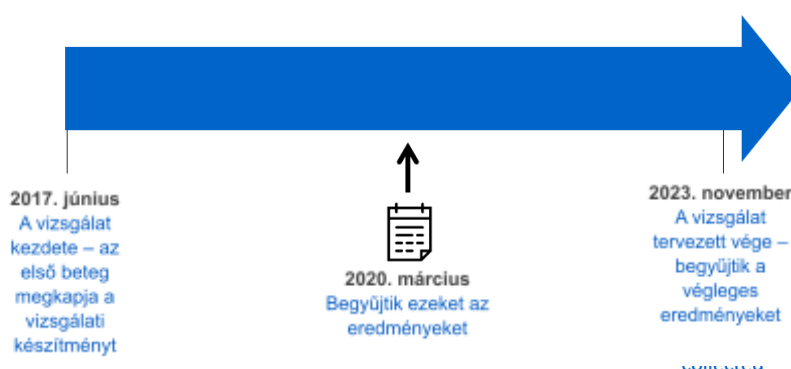 2017. június
A vizsgálat
kezdete – az
első beteg
megkapja a
vizsgálati
készítményt
2020. március
Begyűjtik ezeket az
eredményeket
2023. november
A vizsgálat
tervezett vége –
begyűjtik a
végleges
eredményeket